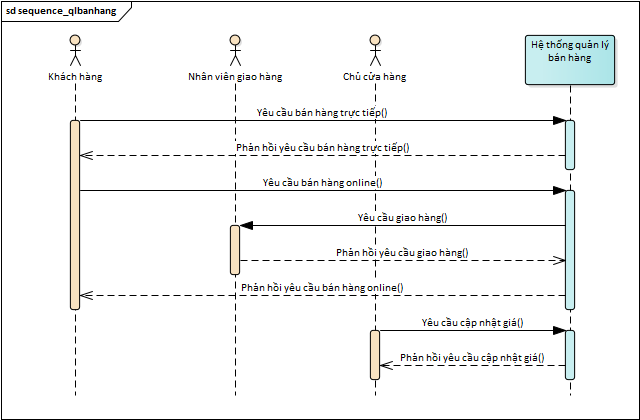 sd sequence_qlbanhang
Hệ thống quản lý
bán hàng
Khách hàng
Nhân viên giao hàng
Chủ cửa hàng
Yêu cầu bán hàng trực tiếp()
Phản hồi yêu cầu bán hàng trực tiếp()
Yêu cầu bán hàng online()
Yêu cầu giao hàng()
Phản hồi yêu cầu giao hàng()
Phản hồi yêu cầu bán hàng online()
Yêu cầu cập nhật giá()
Phản hồi yêu cầu cập nhật giá()